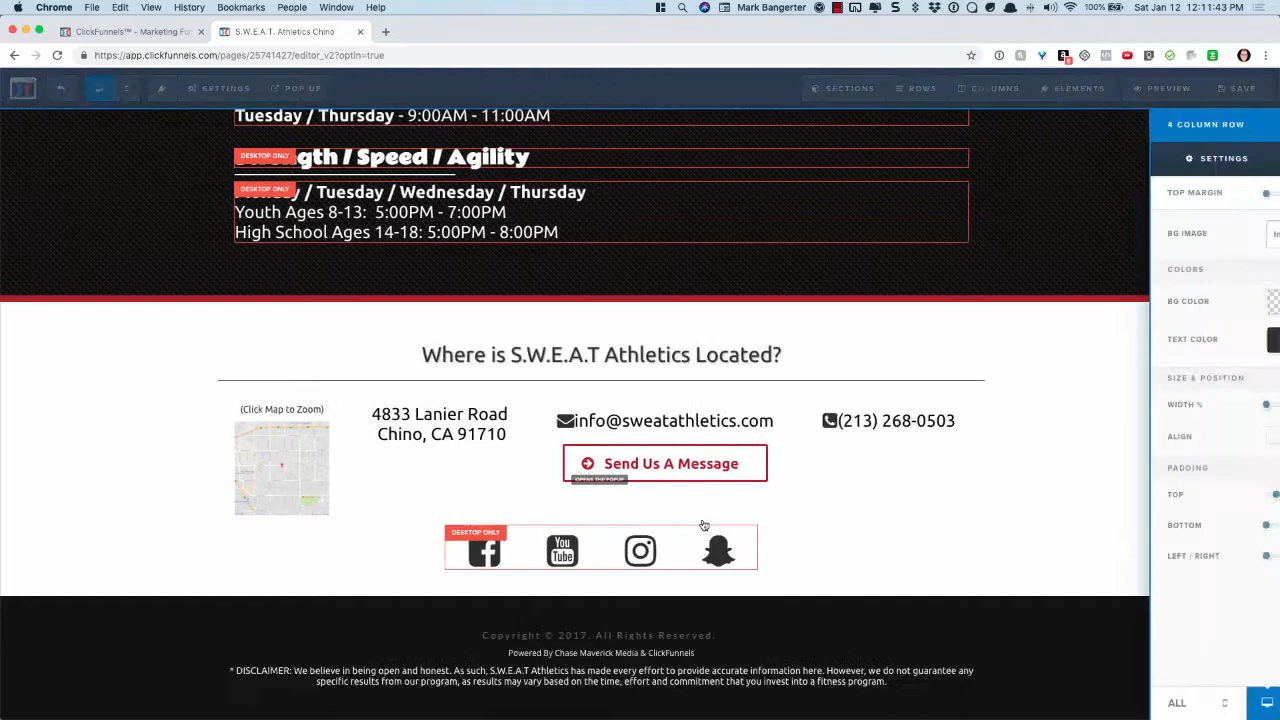 Chrome File Edit View History Bookmarks People Window Help
Mark Bangerter
100%
Sat Jan 12 12:11:43 PM
ClickFunnels™ - Marketing Fun
S.W.E.A.T. Athletics Chino
https://app.clickfunnels.com/pages/25741427/editor_v2?optin=true
SETTINGS
POP UP
SECTIONS
ROWS
COLUMNS
ELEMENTS
PREVIEW
SAVE
Tuesday / Thursday - 9:00AM - 11:00AM
DESKTOP ONLY
ngth / Speed / Agility
DESKTOP ONLY
y / Tuesday / Wednesday / Thursday
Youth Ages 8-13: 5:00PM - 7:00PM
High School Ages 14-18: 5:00PM - 8:00PM
Where is S.W.E.A.T Athletics Located?
(Click Map to Zoom)
4833 Lanier Road
Chino, CA 91710
info@sweatathletics.com
(213) 268-0503
Send Us A Message
OPENS THE POPUP
DESKTOP ONLY
You
Tube
Copyright © 2017. All Rights Reserved.
Powered By Chase Maverick Media & ClickFunnels
* DISCLAIMER: We believe in being open and honest. As such, S.W.E.A.T Athletics has made every effort to provide accurate information here. However, we do not guarantee any
specific results from our program, as results may vary based on the time, effort and commitment that you invest into a fitness program.
4 COLUMN ROW
SETTINGS
TOP MARGIN
BG IMAGE
In
COLORS
BG COLOR
TEXT COLOR
SIZE & POSITION
WIDTH %
ALIGN
PADDING
TOP
BOTTOM
LEFT / RIGHT
ALL